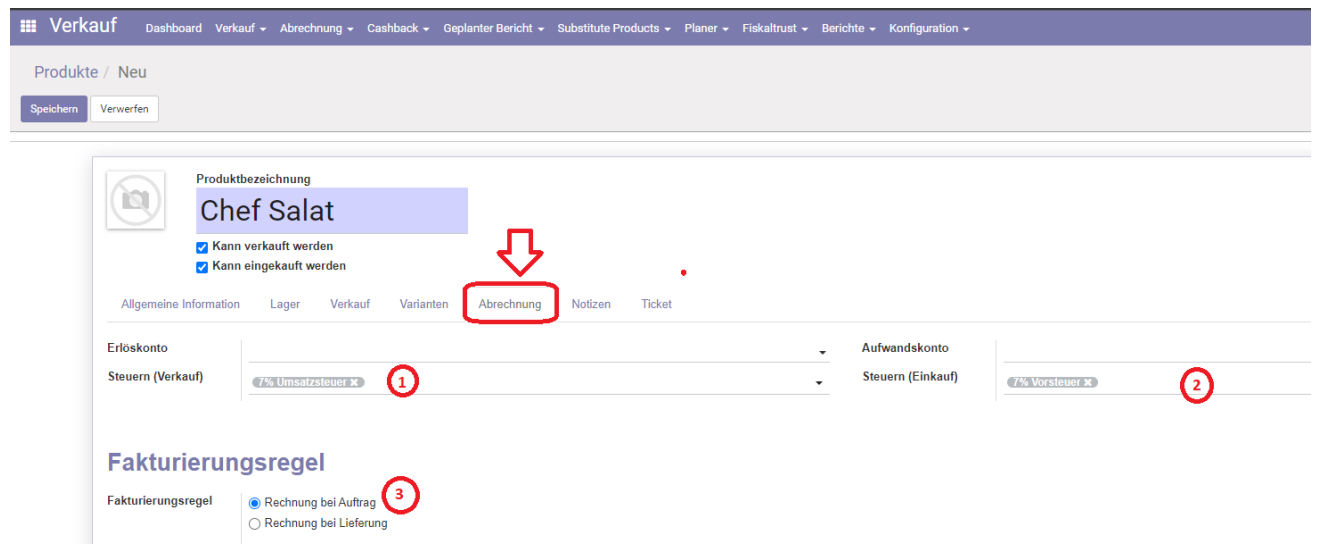 Verkauf Dashboard Verkauf Abrechnung Cashback Geplanter Bericht Substitute Products Planer Fiskaltrust Berichte Konfiguration
Produkte / Neu
Speichern Verwerfen
Produktbezeichnung
Chef Salat
Kann verkauft werden
Kann eingekauft werden
Allgemeine Information Lager Verkauf Varianten Abrechnung Notizen Ticket
Erlöskonto Aufwandskonto
Steuern (Verkauf) 7% Umsatzsteuer x 1 Steuern (Einkauf) 7% Vorsteuer x 2
Fakturierungsregel
Fakturierungsregel Rechnung bei Auftrag 3
Rechnung bei Lieferung